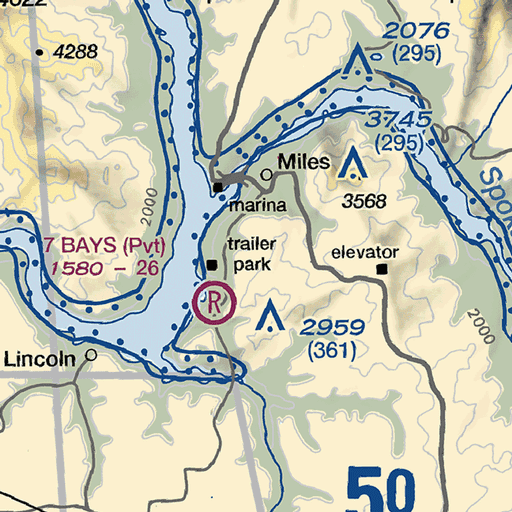 4288
2076
(295)
3745
(295)
Miles
3568
marina
2000
7 BAYS (Pvt)
1580 - 26
trailer
park
elevator
R
2959
(361)
2000
Lincoln
50